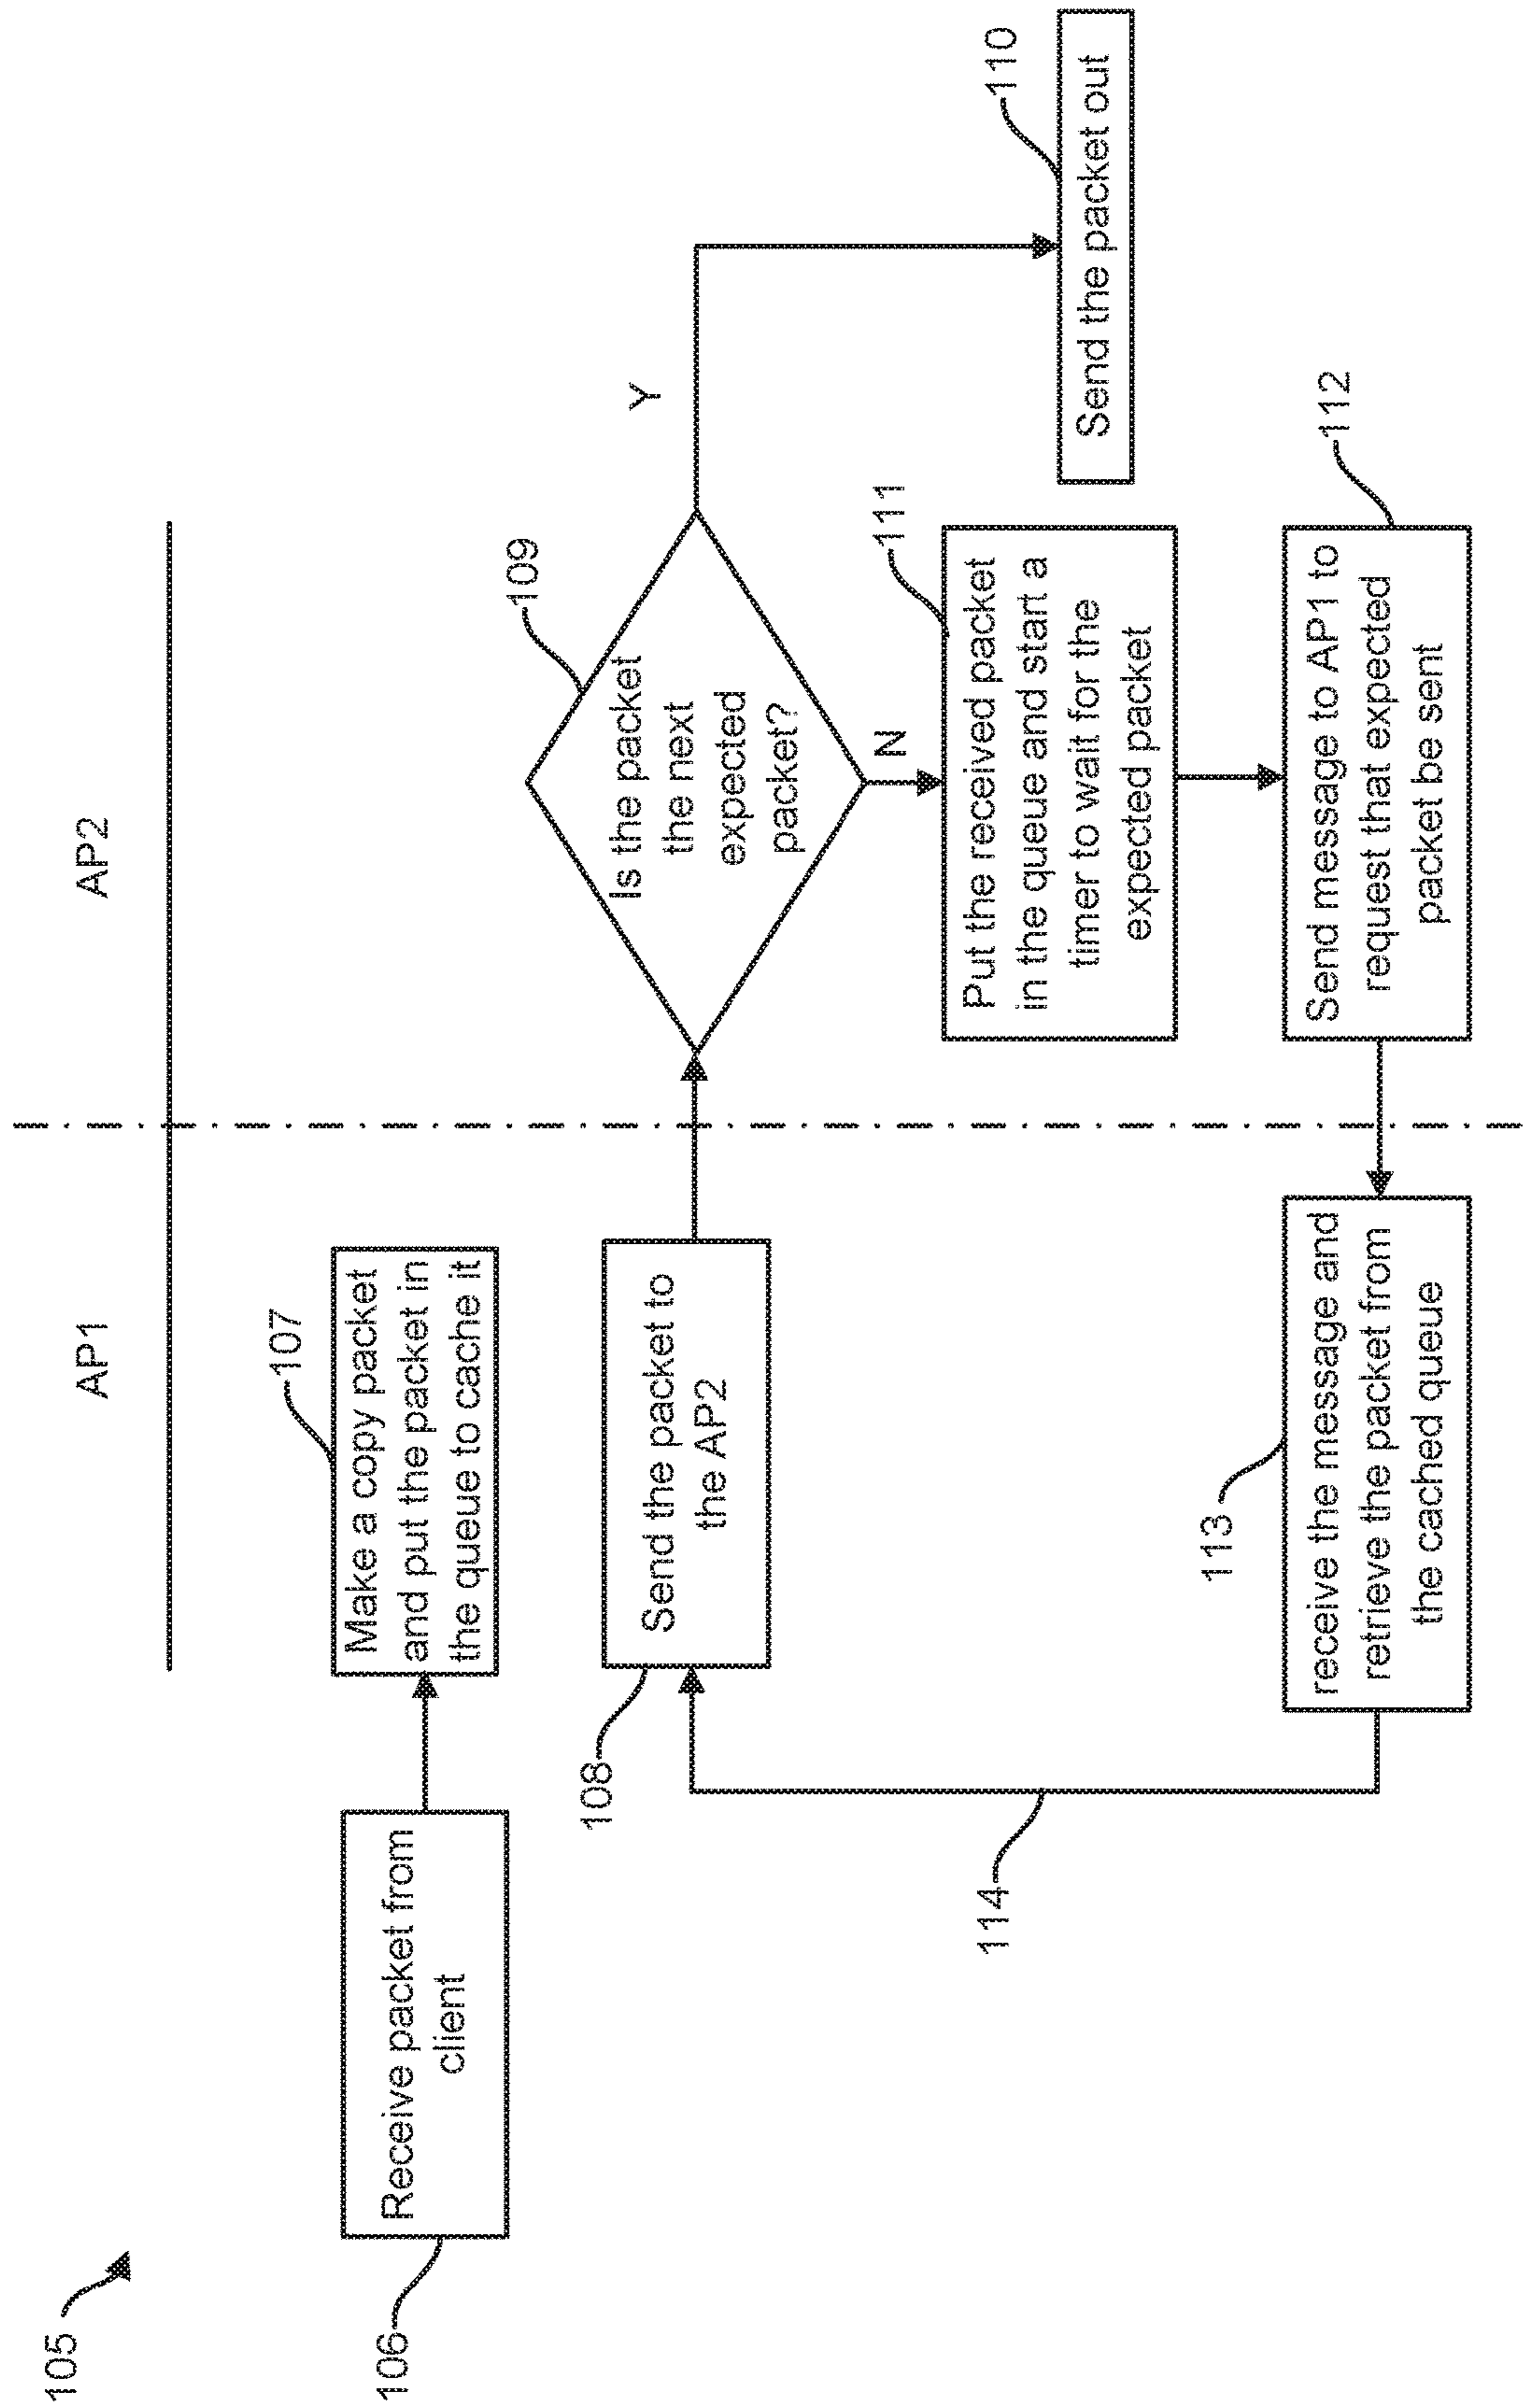 105
AP1
AP2
106
Receive packet from
client
107
Make a copy packet
and put the packet in
the queue to cache it
108
Send the packet to
the AP2
109
Is the packet
the next
expected
packet?
Y
N
110
Send the packet out
111
Put the received packet
in the queue and start a
timer to wait for the
expected packet
112
Send message to AP1 to
request that expected
packet be sent
113
receive the message and
retrieve the packet from
the cached queue
114